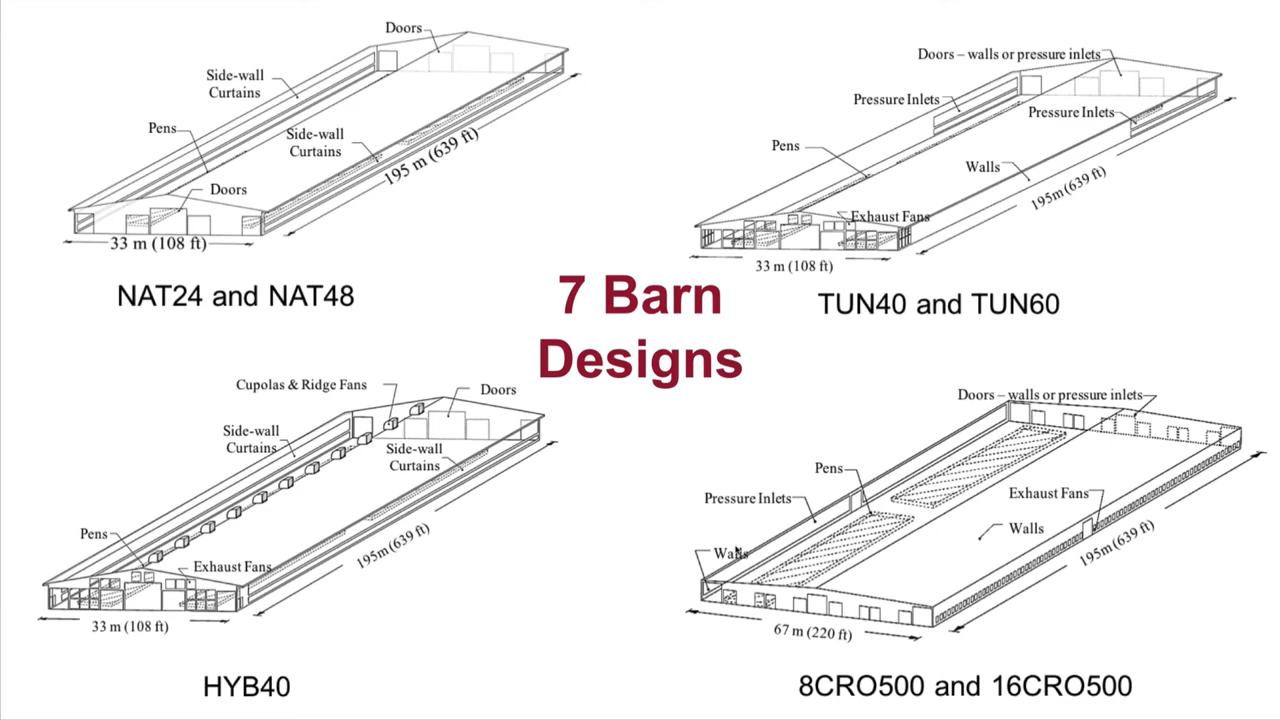 Doors
Side-wall
Curtains
Pens
Side-wall
Curtains
195 m (639 ft)
Doors
33 m (108 ft)
NAT24 and NAT48
Doors – walls or pressure inlets
Pressure Inlets
Pressure Inlets
Pens
Walls
195m (639 ft)
Exhaust Fans
33 m (108 ft)
TUN40 and TUN60
7 Barn
Designs
Cupolas & Ridge Fans
Doors
Side-wall
Curtains
Side-wall
Curtains
Pens
Exhaust Fans
195m (639 ft)
33 m (108 ft)
HYB40
Doors – walls or pressure inlets
Pens
Pressure Inlets
Exhaust Fans
Walls
Walls
195m (639 ft)
67 m (220 ft)
8CRO500 and 16CRO500